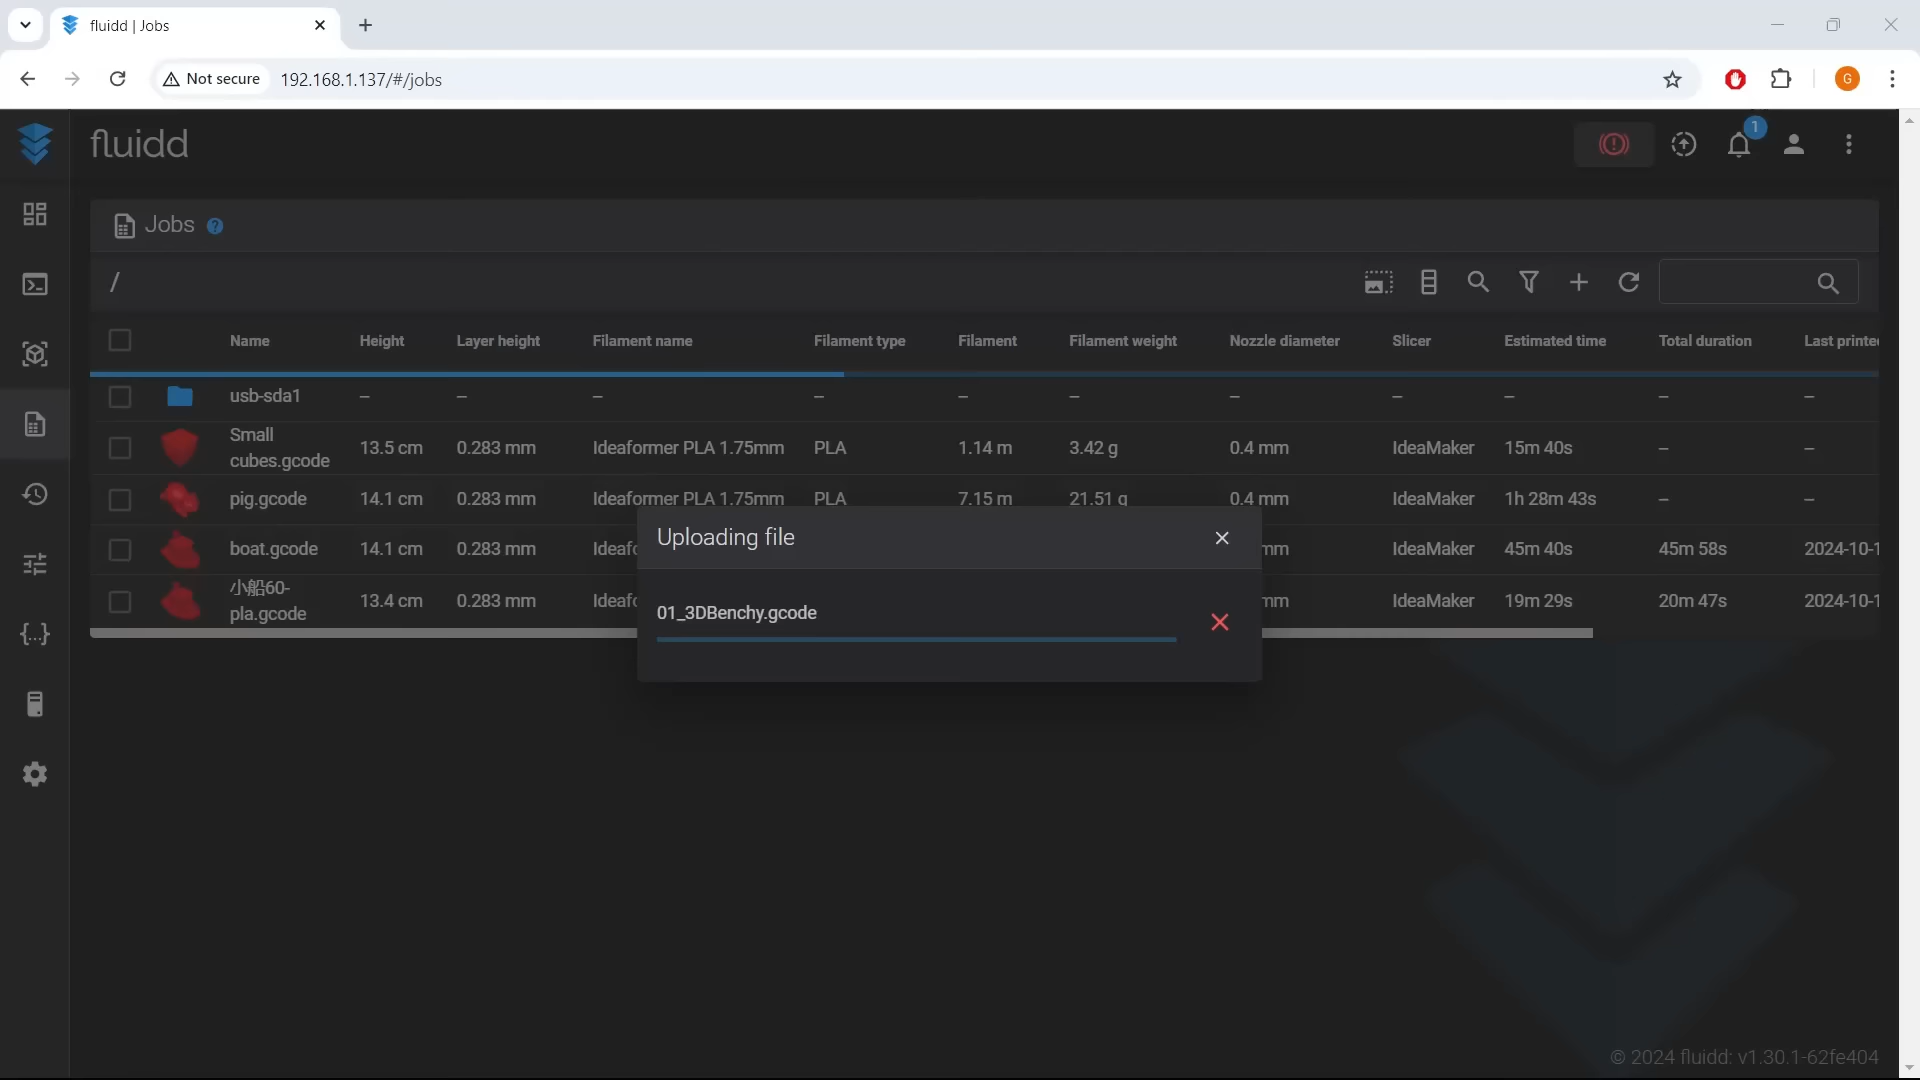 fluidd | Jobs
Not secure 192.168.1.137/#/jobs
G
fluidd
1
Jobs ?
/
Name Height Layer height Filament name Filament type Filament Filament weight Nozzle diameter Slicer Estimated time Total duration Last printe
usb-sda1 – – – – – – – – – – –
Small
cubes.gcode 13.5 cm 0.283 mm Ideaformer PLA 1.75mm PLA 1.14 m 3.42 g 0.4 mm IdeaMaker 15m 40s – –
pig.gcode 14.1 cm 0.283 mm Ideaformer PLA 1.75mm PLA 7.15 m 21.51 g 0.4 mm IdeaMaker 1h 28m 43s – –
Uploading file
boat.gcode 14.1 cm 0.283 mm Ideaf mm IdeaMaker 45m 40s 45m 58s 2024-10-1
小船60-
pla.gcode 13.4 cm 0.283 mm Ideaf mm IdeaMaker 19m 29s 20m 47s 2024-10-1
01_3DBenchy.gcode
© 2024 fluidd: v1.30.1-62fe404